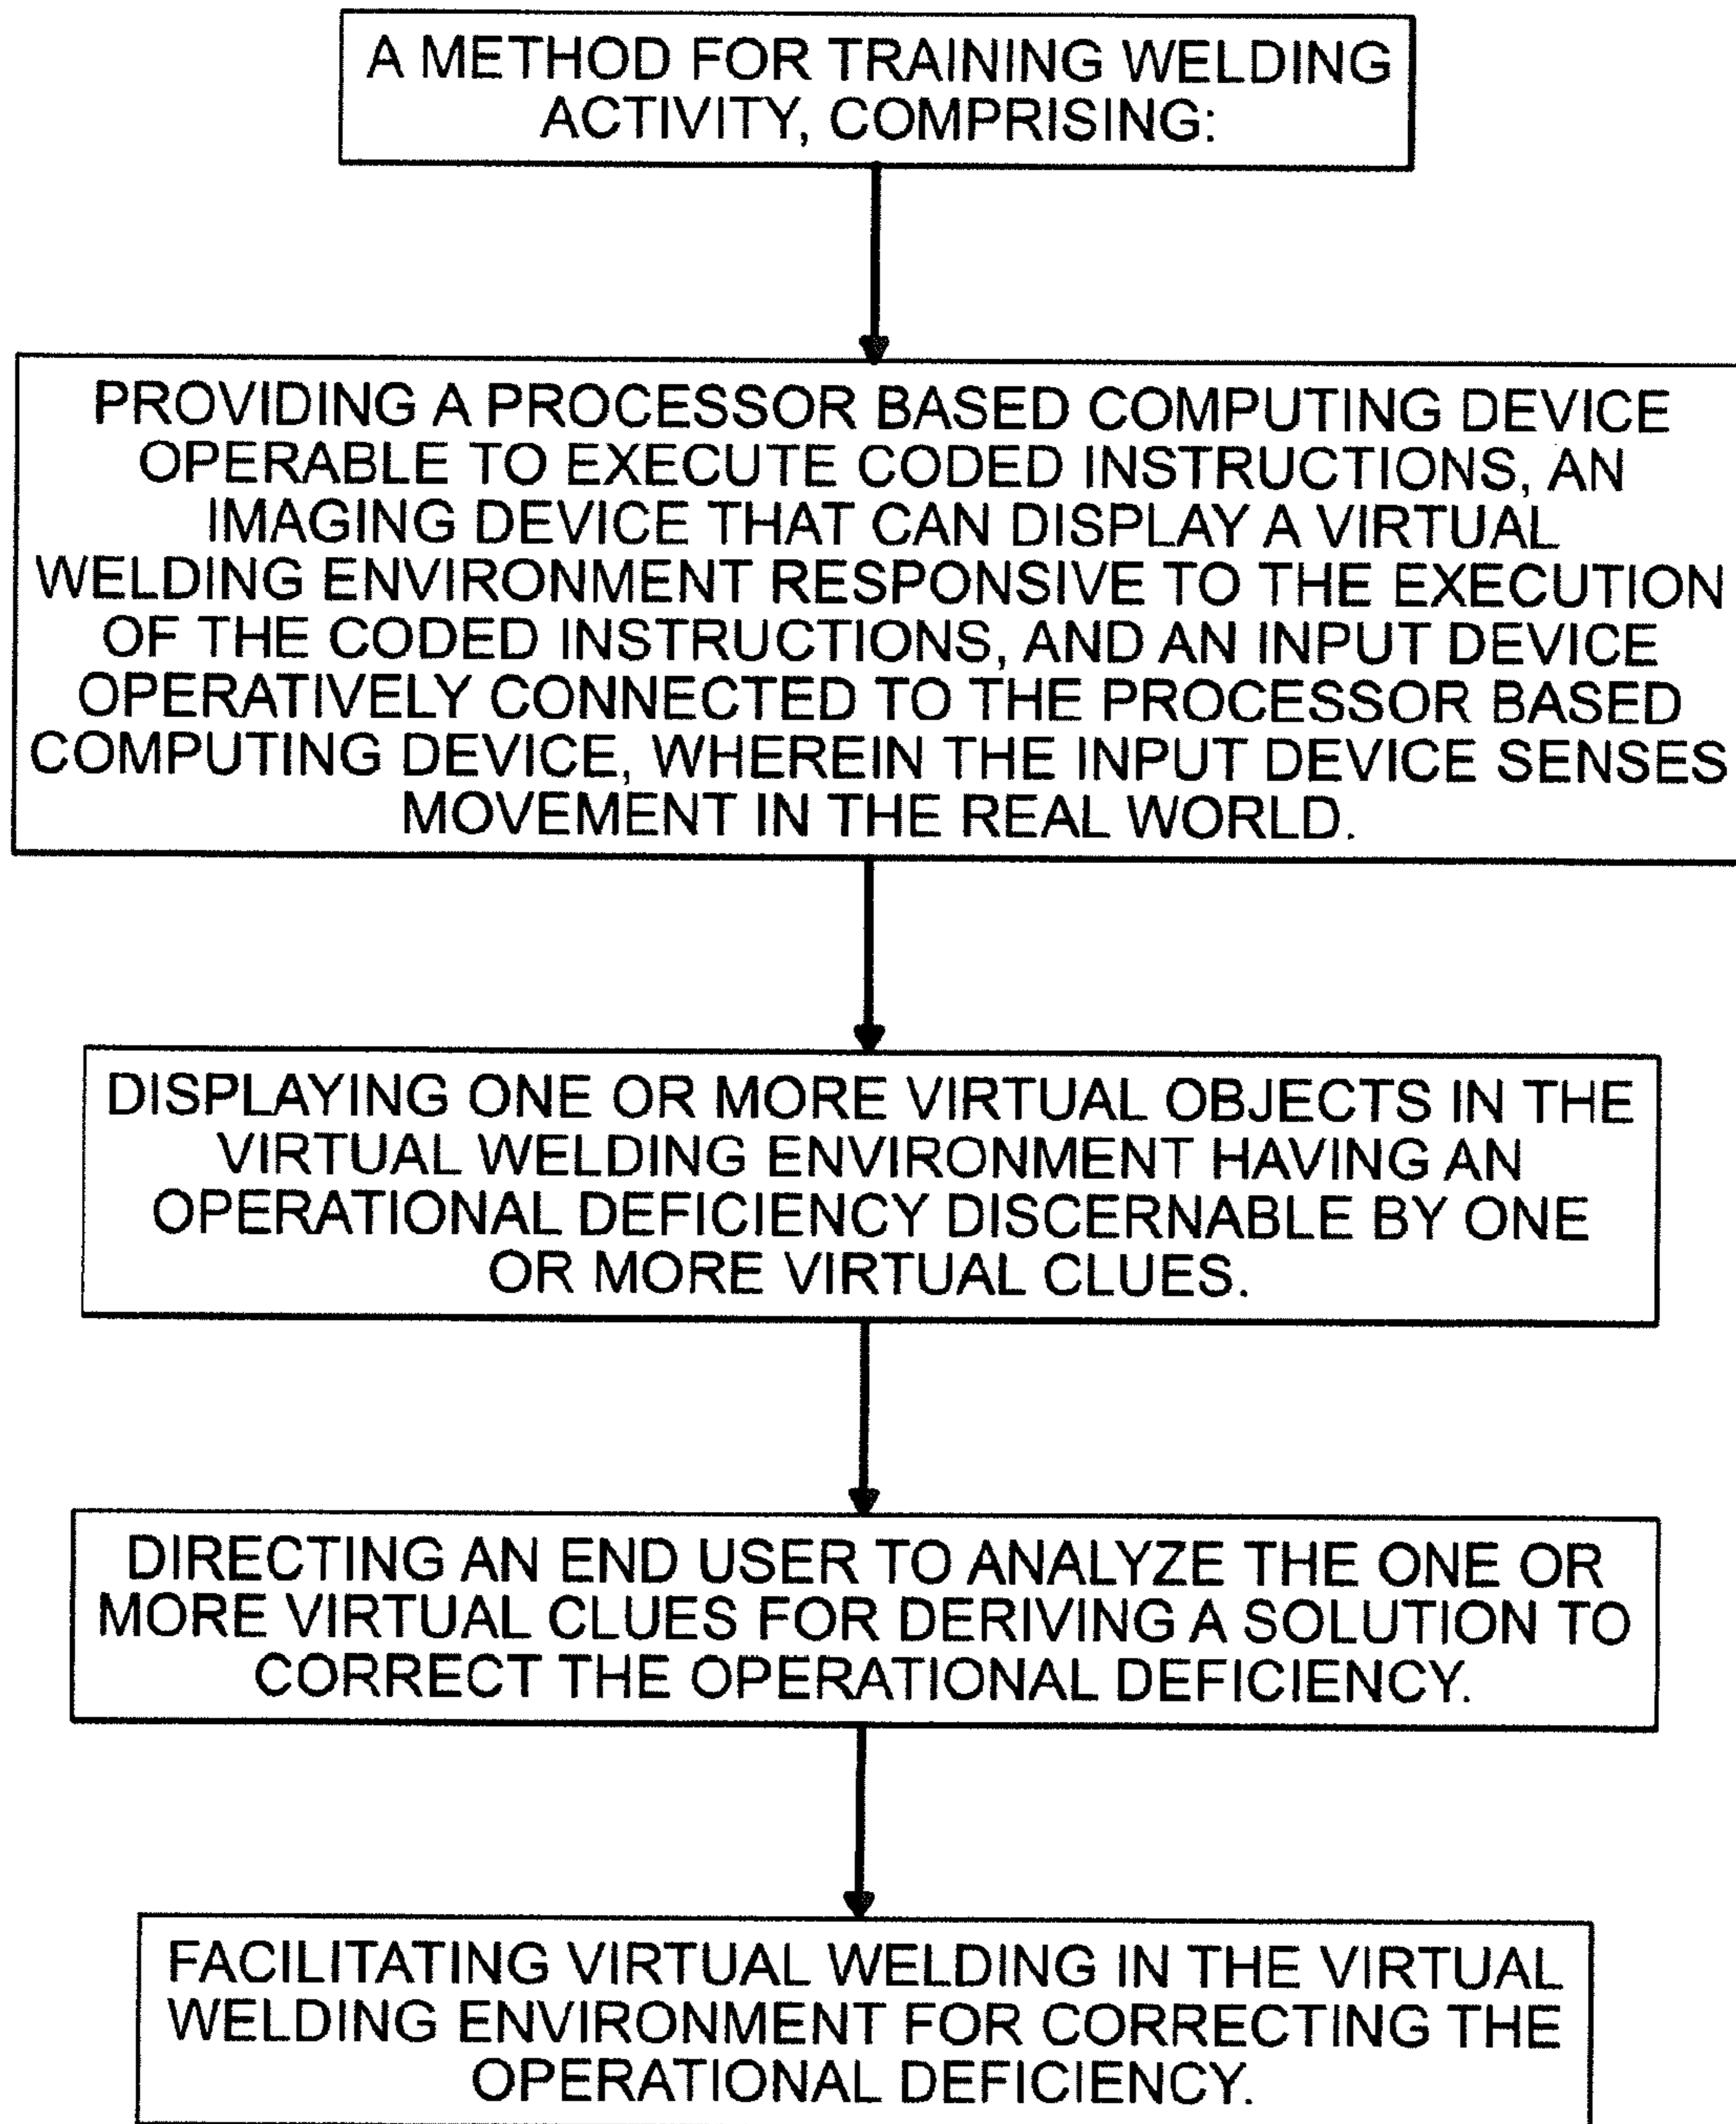 A METHOD FOR TRAINING WELDING
ACTIVITY, COMPRISING:
PROVIDING A PROCESSOR BASED COMPUTING DEVICE
OPERABLE TO EXECUTE CODED INSTRUCTIONS, AN
IMAGING DEVICE THAT CAN DISPLAY A VIRTUAL
WELDING ENVIRONMENT RESPONSIVE TO THE EXECUTION
OF THE CODED INSTRUCTIONS, AND AN INPUT DEVICE
OPERATIVELY CONNECTED TO THE PROCESSOR BASED
COMPUTING DEVICE, WHEREIN THE INPUT DEVICE SENSES
MOVEMENT IN THE REAL WORLD.
DISPLAYING ONE OR MORE VIRTUAL OBJECTS IN THE
VIRTUAL WELDING ENVIRONMENT HAVING AN
OPERATIONAL DEFICIENCY DISCERNABLE BY ONE
OR MORE VIRTUAL CLUES.
DIRECTING AN END USER TO ANALYZE THE ONE OR
MORE VIRTUAL CLUES FOR DERIVING A SOLUTION TO
CORRECT THE OPERATIONAL DEFICIENCY.
FACILITATING VIRTUAL WELDING IN THE VIRTUAL
WELDING ENVIRONMENT FOR CORRECTING THE
OPERATIONAL DEFICIENCY.